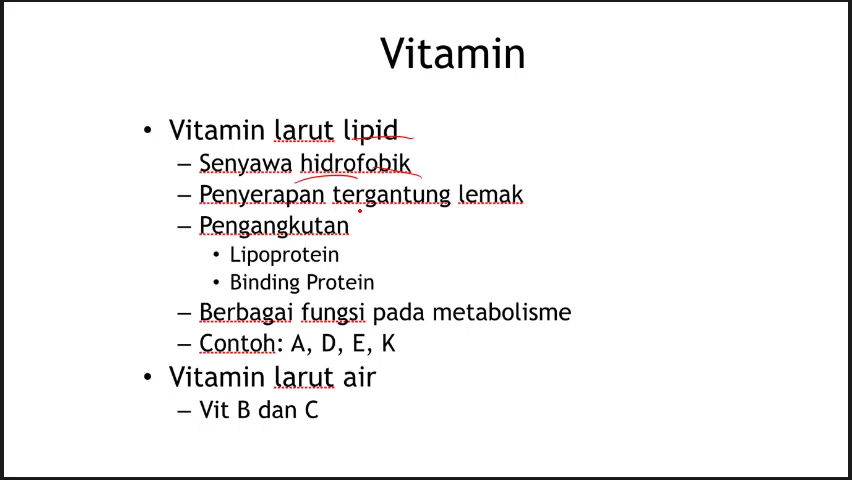 Vitamin
• Vitamin larut lipid
– Senyawa hidrofobik
– Penyerapan tergantung lemak
– Pengangkutan
• Lipoprotein
• Binding Protein
– Berbagai fungsi pada metabolisme
– Contoh: A, D, E, K
• Vitamin larut air
– Vit B dan C